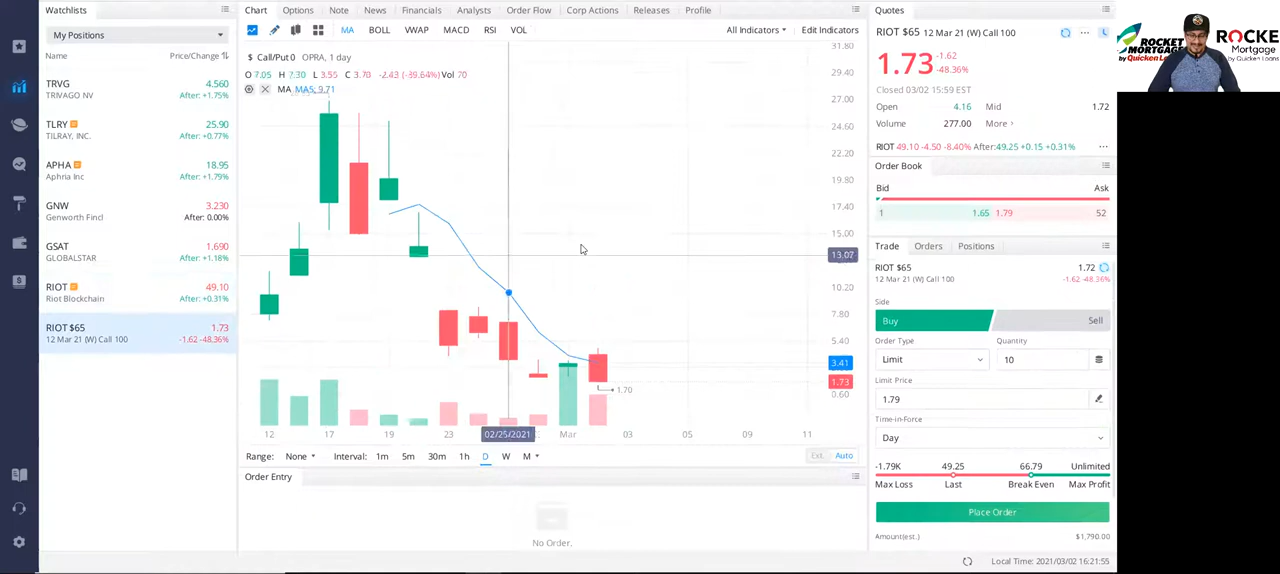 Watchlists
My Positions
Name Price/Change
TRVG 4.560
TRIVAGO NV After: +1.75%
TLRY 25.90
TILRAY, INC. After: +0.77%
APHA 18.95
Aphria Inc After: +1.79%
GNW 3.230
Genworth Fincl After: 0.00%
GSAT 1.690
GLOBALSTAR After: +1.18%
RIOT 49.10
Riot Blockchain After: +0.31%
RIOT $65 1.73
12 Mar 21 (W) Call 100 -1.62 -48.36%
Chart Options Note News Financials Analysts Order Flow Corp Actions Releases Profile
MA BOLL VWAP MACD RSI VOL All Indicators Edit Indicators
$ Call/Put 0 OPRA, 1 day
O 7.05 H 7.30 L 3.55 C 3.70 -2.43 (-39.64%) Vol 70
MA MA5: 9.71
31.80
29.40
27.00
24.60
22.20
19.80
17.40
15.00
13.07
10.20
7.80
5.40
3.41
1.73
0.60
1.70
12 17 19 23 02/25/2021 Mar 03 05 09 11
Range: None Interval: 1m 5m 30m 1h D W M Ext. Auto
Order Entry
No Order.
Quotes
RIOT $65 12 Mar 21 (W) Call 100
1.73 -1.62
-48.36%
Closed 03/02 15:59 EST
Open 4.16 Mid 1.72
Volume 277.00 More >
RIOT 49.10 -4.50 -8.40% After:49.25 +0.15 +0.31%
Order Book
Bid Ask
1 1.65 1.79 52
Trade Orders Positions
RIOT $65 1.72
12 Mar 21 (W) Call 100 -1.62 -48.36%
Side
Buy Sell
Order Type Quantity
Limit 10
Limit Price
1.79
Time-in-Force
Day
-1.79K 49.25 66.79 Unlimited
Max Loss Last Break Even Max Profit
Place Order
Amount(est.) $1,790.00
Local Time: 2021/03/02 16:21:55
ROCKET
MORTGAGE
by Quicken Loans
ROCKE
Mortgage
by Quicken Loans